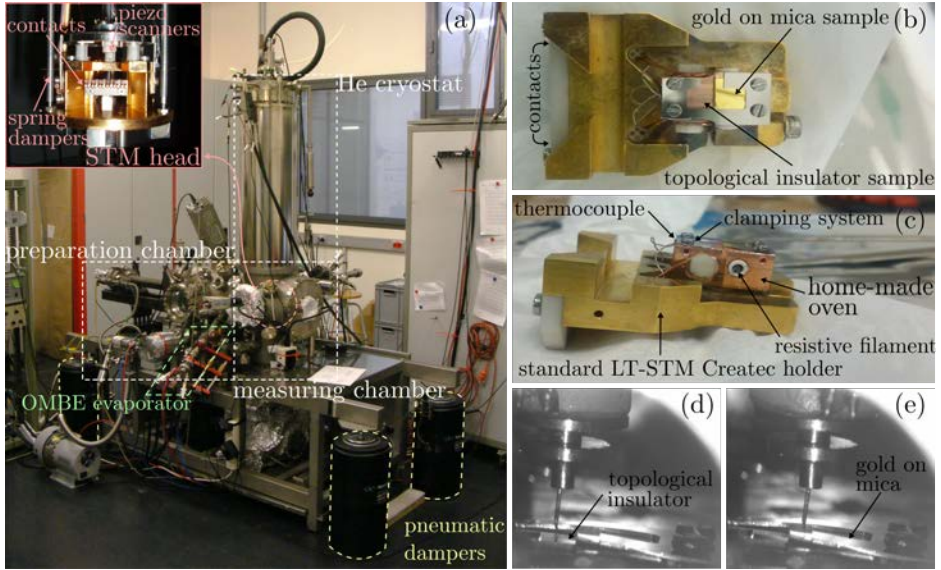 contacts
piezo
scanners
(a)
spring
dampers
STM head
He cryostat
preparation chamber
measuring chamber
OMBE evaporator
pneumatic
dampers
gold on mica sample
(b)
contacts
topological insulator sample
thermocouple
clamping system
(c)
home-made
oven
resistive filament
standard LT-STM Createc holder
(d)
topological
insulator
(e)
gold on
mica